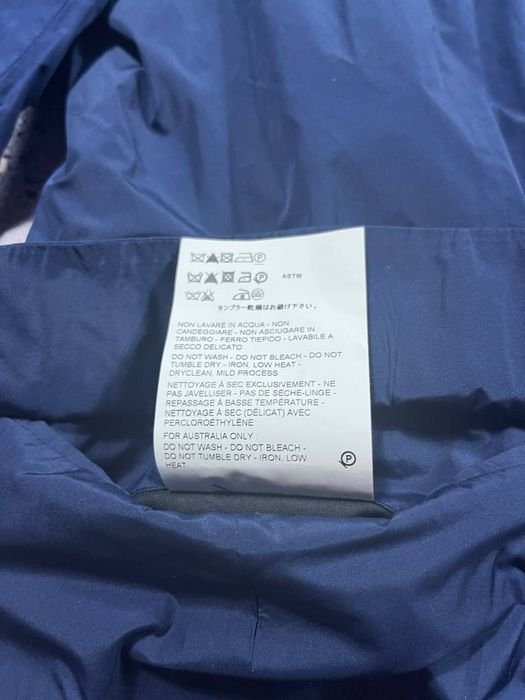 ASTM
タンブラー乾燥はお避け下さい。
NON LAVARE IN ACQUA - NON
CANDEGGIARE - NON ASCIUGARE IN
TAMBURO - FERRO TIEPIDO - LAVABILE A
SECCO DELICATO
DO NOT WASH - DO NOT BLEACH - DO NOT
TUMBLE DRY - IRON, LOW HEAT -
DRYCLEAN, MILD PROCESS
NETTOYAGE À SEC EXCLUSIVEMENT - NE
PAS JAVELLISER - PAS DE SÈCHE-LINGE -
REPASSAGE À BASSE TEMPÉRATURE -
NETTOYAGE À SEC (DÉLICAT) AVEC
PERCLOROÉTHYLÈNE
FOR AUSTRALIA ONLY :
DO NOT WASH - DO NOT BLEACH -
DO NOT TUMBLE DRY - IRON, LOW
HEAT
P